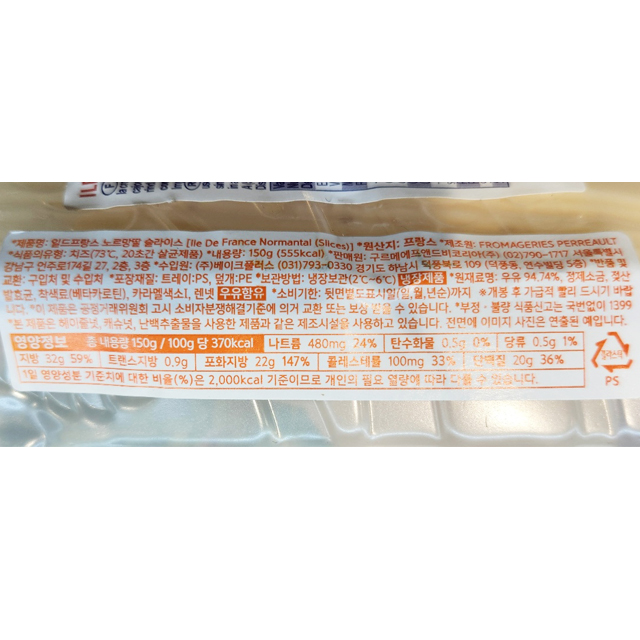 *제품명: 일드프랑스 노르망딸 슬라이스 [Ile De France Normantal (Slices)] *원산지: 프랑스 *제조원: FROMAGERIES PERREAULT
*식품의유형: 치즈(73℃, 20초간 살균제품) *내용량: 150g (555kcal) *판매원: 구르메에프앤드비코리아(주) 02)790-1717 서울특별시
강남구 언주로174길 27, 2층, 3층 *수입원: (주)베이크플러스 (031)793-0330 경기도 하남시 덕풍북로 109 (덕풍동, 연수빌딩 5층) *반품 및
교환: 구입처 및 수입처 *포장재질: 트레이:PS, 덮개:PE *보관방법: 냉장보관(2℃~6℃) 냉장제품 *원재료명: 우유 94.74%, 정제소금, 젖산
발효균, 착색료(베타카로틴), 카라멜색소I, 렌넷 우유함유 *소비기한: 뒷면별도표시일(일,월,년순)까지 ※개봉 후 가급적 빨리 드시기 바랍
니다. *이 제품은 공정거래위원회 고시 소비자분쟁해결기준에 의거 교환 또는 보상 받을 수 있습니다. *부정·불량 식품신고는 국번없이 1399
*본 제품은 헤이즐넛, 캐슈넛, 난백추출물을 사용한 제품과 같은 제조시설을 사용하고 있습니다. 전면에 이미지 사진은 연출된 예입니다.
영양정보 총 내용량 150g / 100g 당 370kcal 나트륨 480mg 24% 탄수화물 0.5g 0% 당류 0.5g 1%
지방 32g 59% 트랜스지방 0.9g 포화지방 22g 147% 콜레스테롤 100mg 33% 단백질 20g 36%
1일 영양성분 기준치에 대한 비율(%)은 2,000kcal 기준이므로 개인의 필요 열량에 따라 다를 수 있습니다.
플라스틱
PS